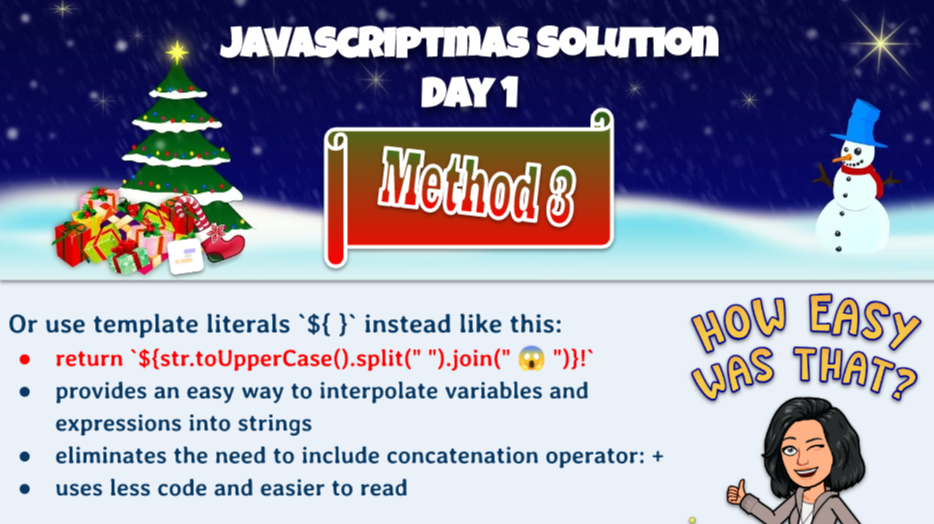 JAVASCRIPTMAS SOLUTION
DAY 1
Method 3
Or use template literals `${ }` instead like this:
● return `${str.toUpperCase().split(" ").join(" 😱 ")}!`
● provides an easy way to interpolate variables and
expressions into strings
● eliminates the need to include concatenation operator: +
● uses less code and easier to read
HOW EASY
WAS THAT?